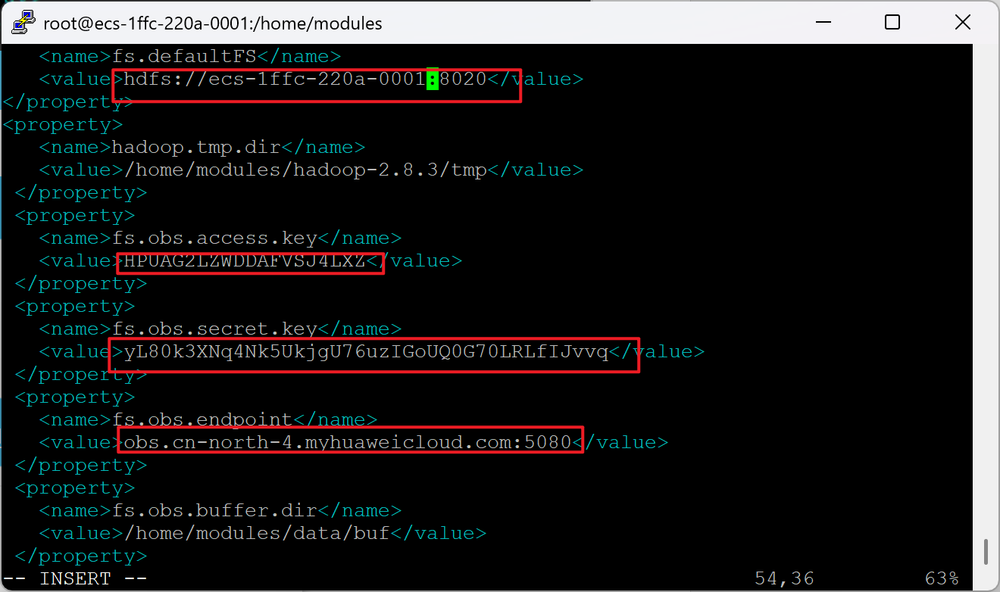 root@ecs-1ffc-220a-0001:/home/modules
<name>fs.defaultFS</name>
<value>hdfs://ecs-1ffc-220a-0001:8020</value>
</property>
<property>
<name>hadoop.tmp.dir</name>
<value>/home/modules/hadoop-2.8.3/tmp</value>
</property>
<property>
<name>fs.obs.access.key</name>
<value>HPUAG2LZWDDAFVSJ4LXZ</value>
</property>
<property>
<name>fs.obs.secret.key</name>
<value>yL80k3XNq4Nk5UkjgU76uzIGoUQ0G70LRLfIJvvq</value>
</property>
<property>
<name>fs.obs.endpoint</name>
<value>obs.cn-north-4.myhuaweicloud.com:5080</value>
</property>
<property>
<name>fs.obs.buffer.dir</name>
<value>/home/modules/data/buf</value>
</property>
-- INSERT -- 54,36 63%